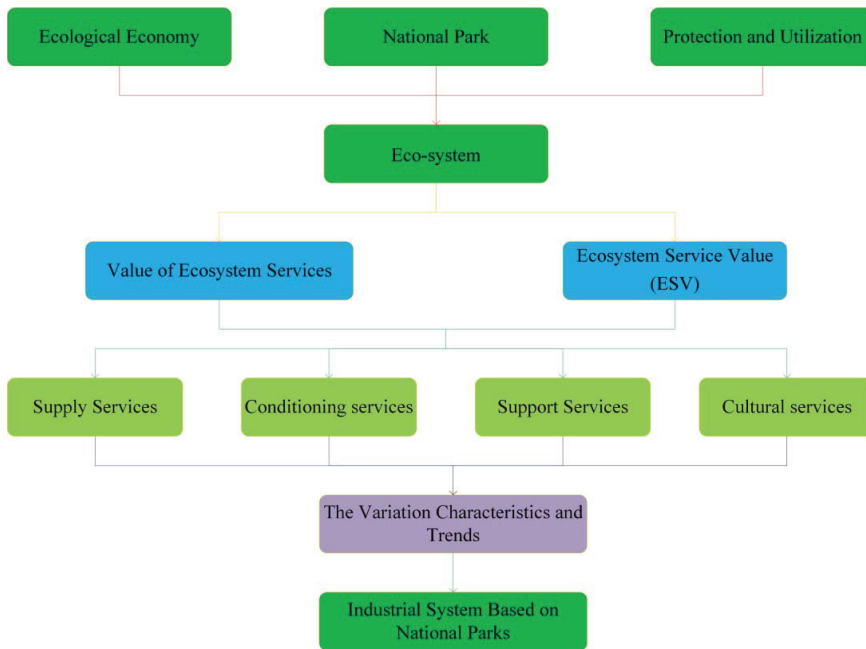 Ecological Economy
National Park
Protection and Utilization
Eco-system
Value of Ecosystem Services
Ecosystem Service Value
(ESV)
Supply Services
Conditioning services
Support Services
Cultural services
The Variation Characteristics and
Trends
Industrial System Based on
National Parks